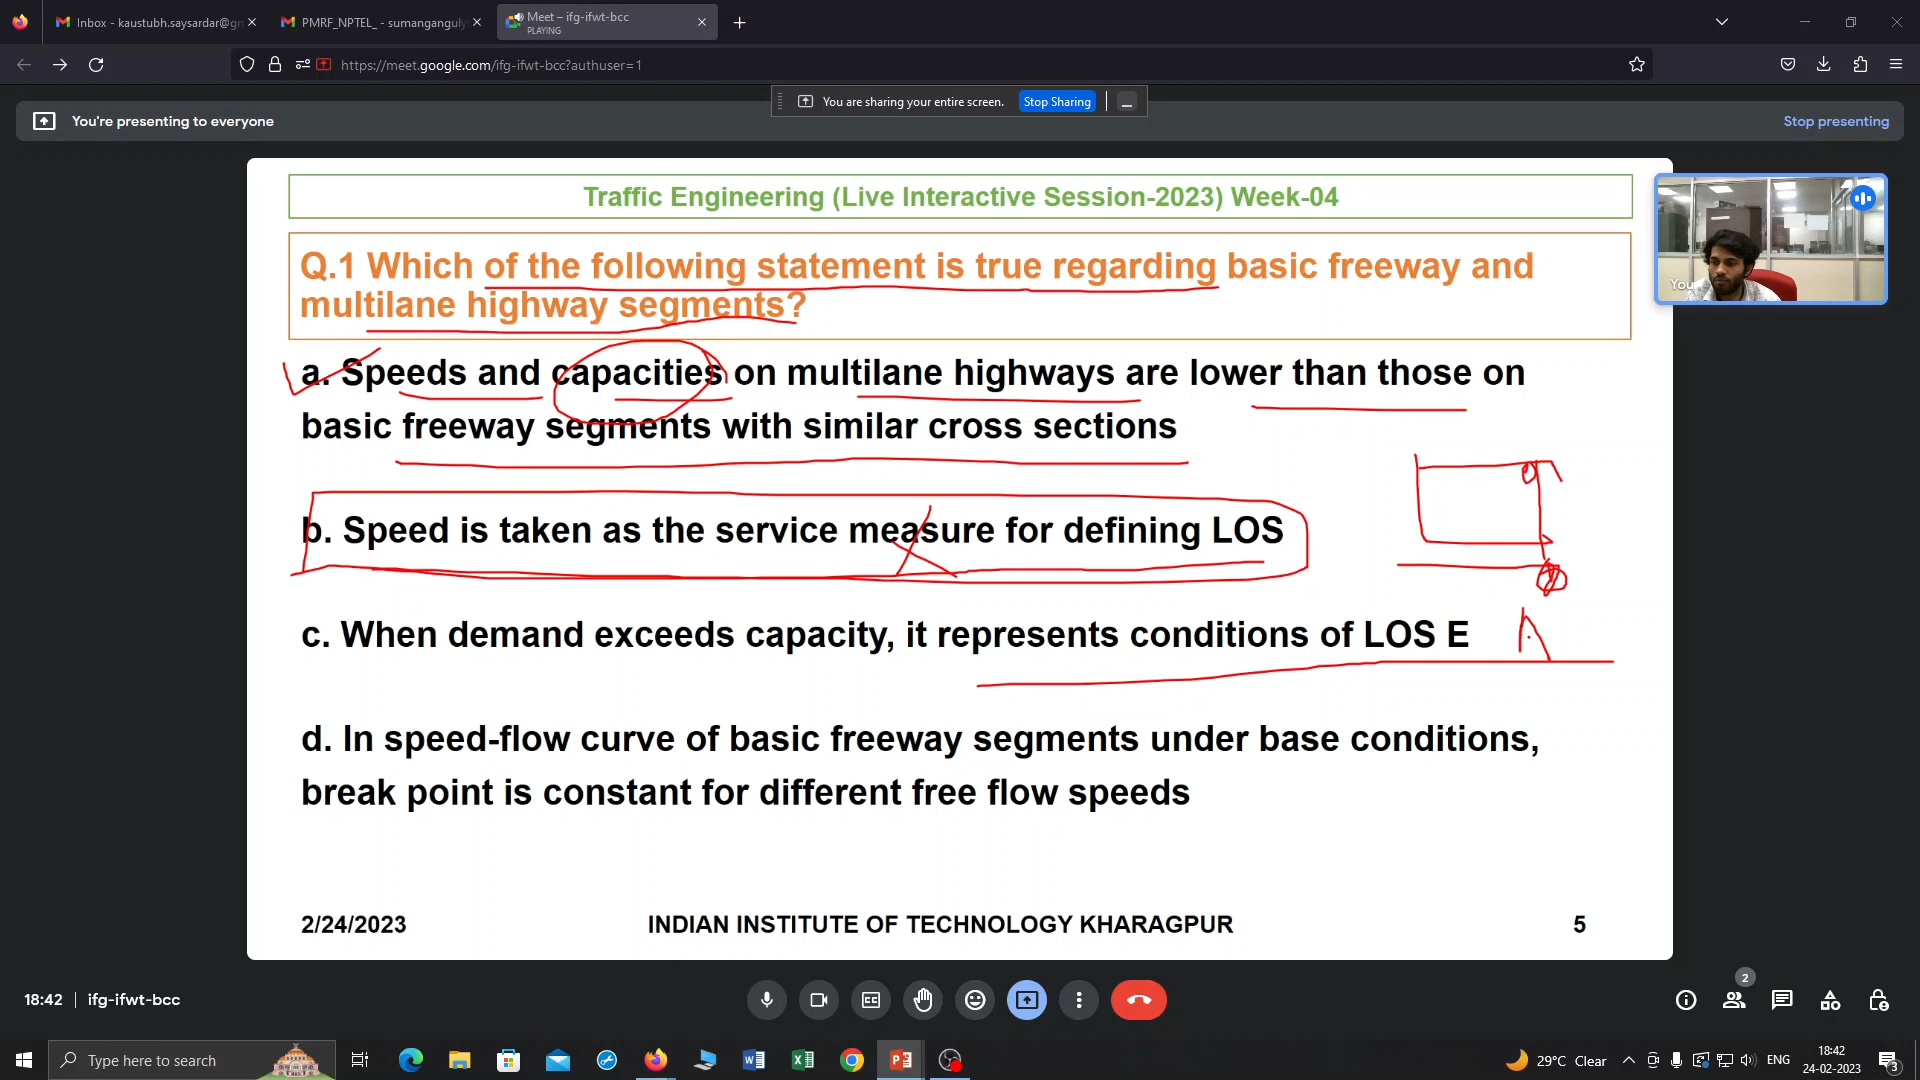 Inbox - kaustubh.saysardar@gm
PMRF_NPTEL_ - sumanganguly
Meet – ifg-ifwt-bcc
PLAYING
https://meet.google.com/ifg-ifwt-bcc?authuser=1
You are sharing your entire screen.
Stop Sharing
You're presenting to everyone
Stop presenting
Traffic Engineering (Live Interactive Session-2023) Week-04
Q.1 Which of the following statement is true regarding basic freeway and
multilane highway segments?
You
a. Speeds and capacities on multilane highways are lower than those on
basic freeway segments with similar cross sections
b. Speed is taken as the service measure for defining LOS
c. When demand exceeds capacity, it represents conditions of LOS E
d. In speed-flow curve of basic freeway segments under base conditions,
break point is constant for different free flow speeds
2/24/2023
INDIAN INSTITUTE OF TECHNOLOGY KHARAGPUR
5
18:42 | ifg-ifwt-bcc
2
Type here to search
29°C Clear
ENG
18:42
24-02-2023
3